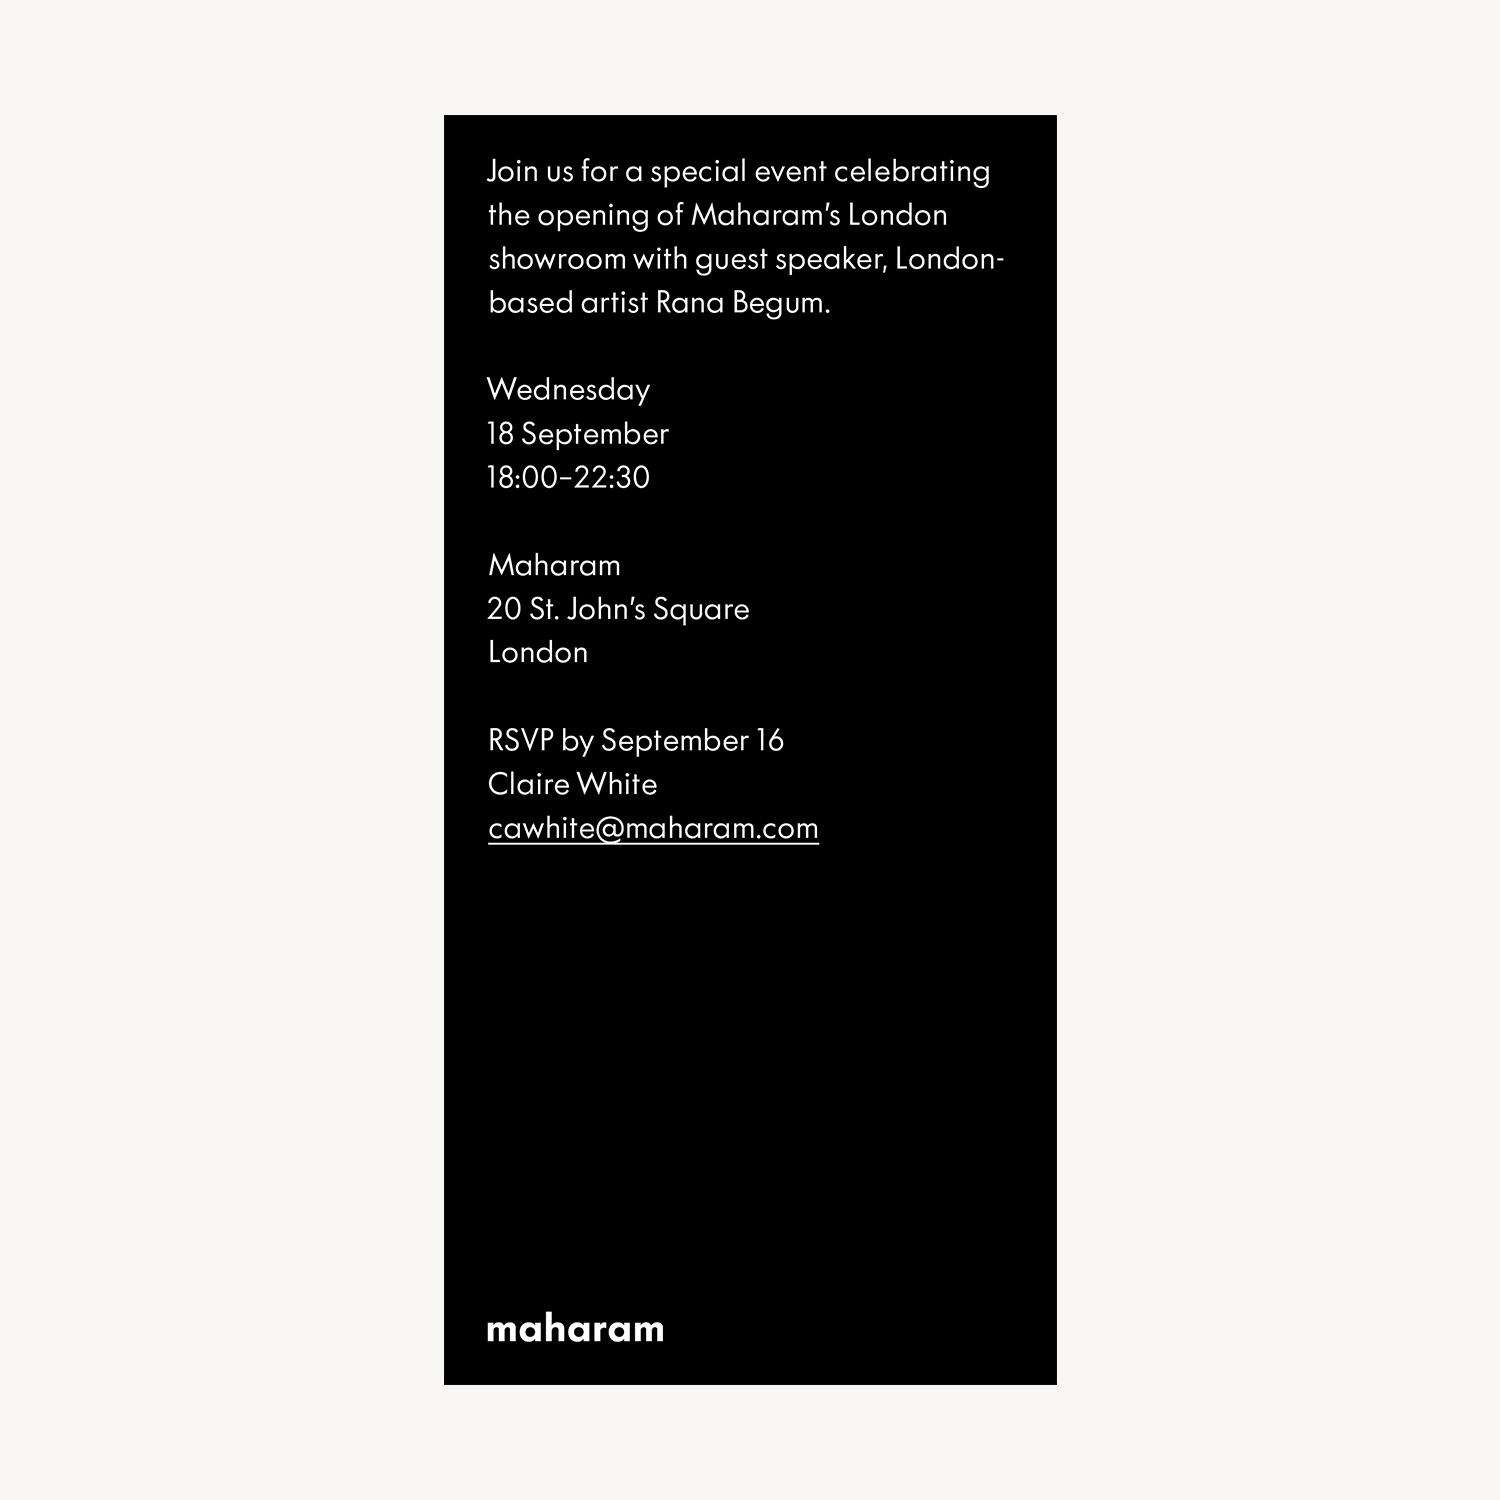 Join us for a special event celebrating
the opening of Maharam’s London
showroom with guest speaker, London-
based artist Rana Begum.
Wednesday
18 September
18:00–22:30
Maharam
20 St. John’s Square
London
RSVP by September 16
Claire White
cawhite@maharam.com
maharam